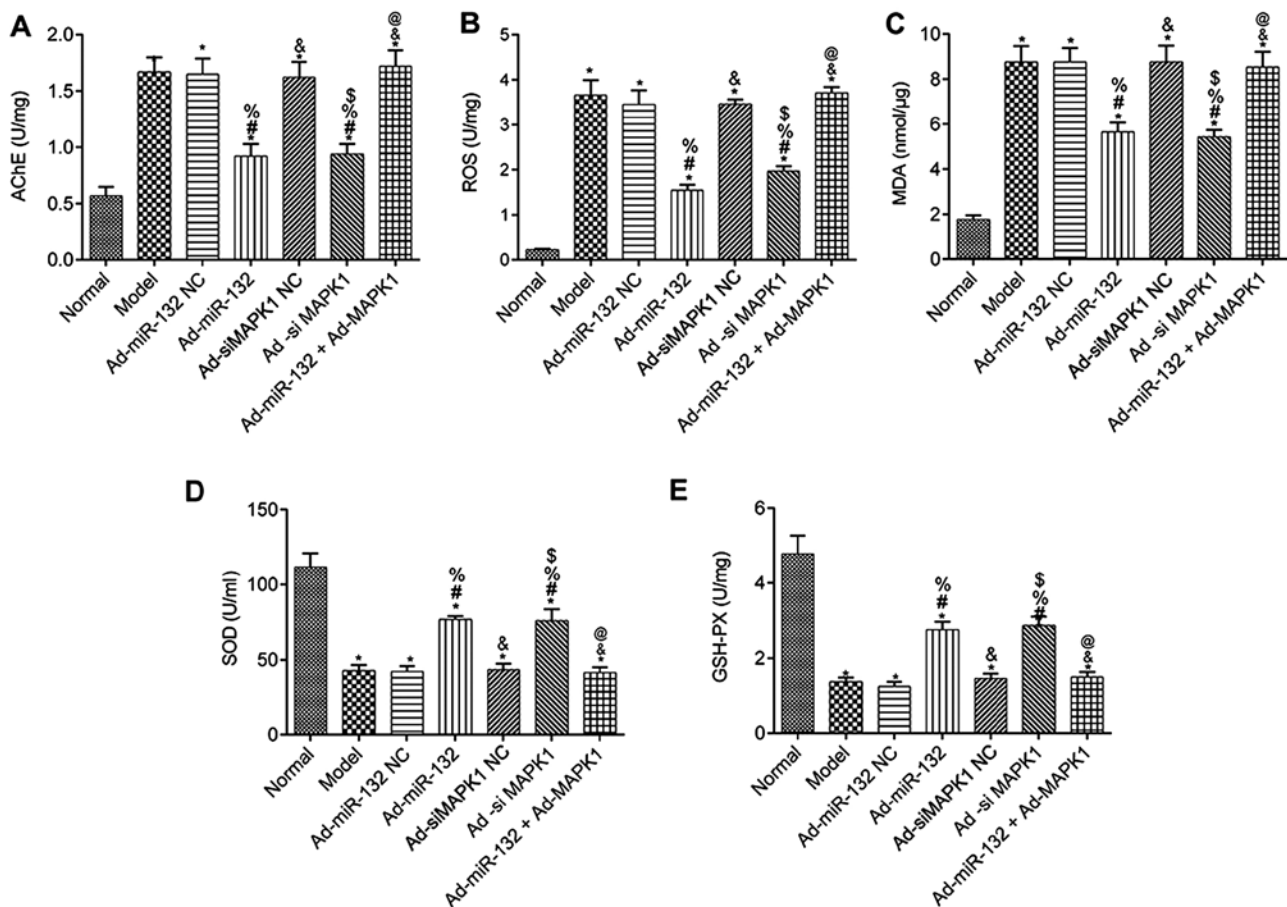 A
AChE (U/mg)
2.0
1.5
1.0
0.5
0.0
*
*
%
#
*
&
*
$
%
#
*
@
&
*
Normal
Model
Ad-miR-132 NC
Ad-miR-132
Ad-siMAPK1 NC
Ad -si MAPK1
Ad-miR-132 + Ad-MAPK1
B
ROS (U/mg)
5
4
3
2
1
0
*
*
%
#
*
&
*
$
%
#
*
@
&
*
Normal
Model
Ad-miR-132 NC
Ad-miR-132
Ad-siMAPK1 NC
Ad -si MAPK1
Ad-miR-132 + Ad-MAPK1
C
MDA (nmol/µg)
10
8
6
4
2
0
*
*
%
#
*
&
*
$
%
#
*
@
&
*
Normal
Model
Ad-miR-132 NC
Ad-miR-132
Ad-siMAPK1 NC
Ad -si MAPK1
Ad-miR-132 + Ad-MAPK1
D
SOD (U/ml)
150
100
50
0
*
*
%
#
*
&
*
$
%
#
*
@
&
*
Normal
Model
Ad-miR-132 NC
Ad-miR-132
Ad-siMAPK1 NC
Ad -si MAPK1
Ad-miR-132 + Ad-MAPK1
E
GSH-PX (U/mg)
6
4
2
0
*
*
%
#
*
&
*
$
%
#
@
&
*
Normal
Model
Ad-miR-132 NC
Ad-miR-132
Ad-siMAPK1 NC
Ad -si MAPK1
Ad-miR-132 + Ad-MAPK1